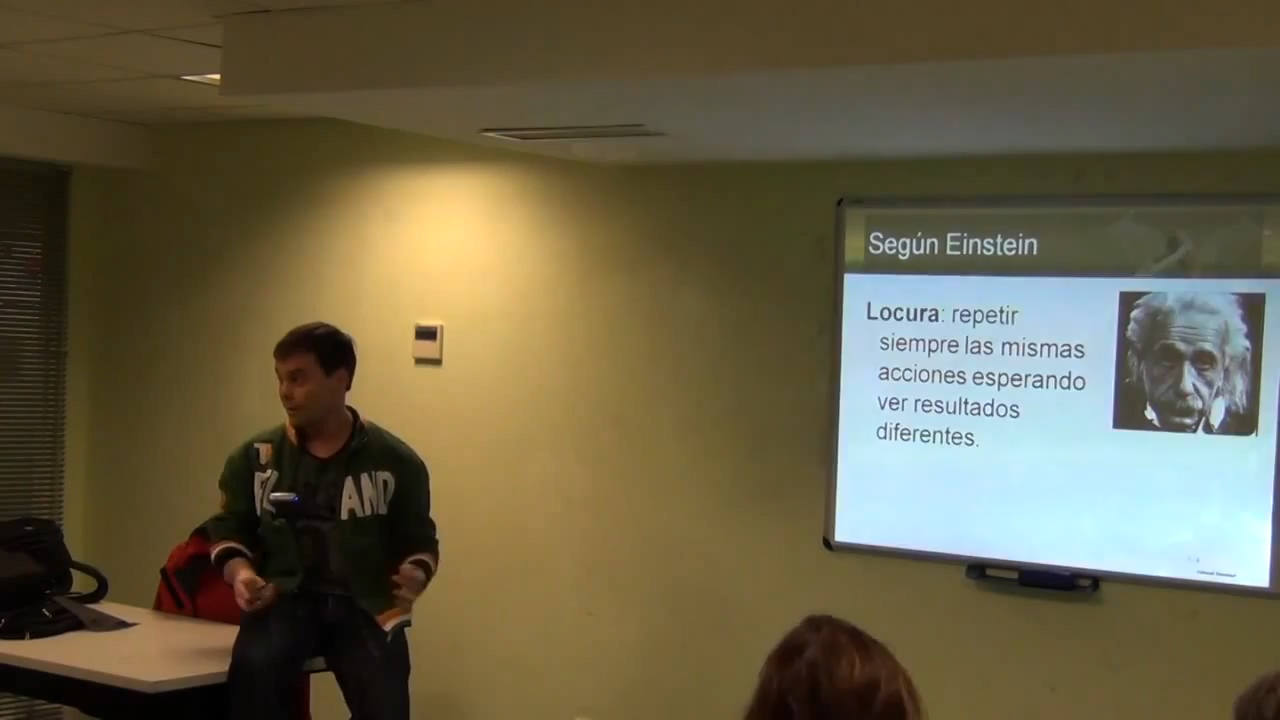 Según Einstein
Locura: repetir
siempre las mismas
acciones esperando
ver resultados
diferentes.
AND